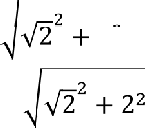 √(√2² + ¨
√(√2² + 2²